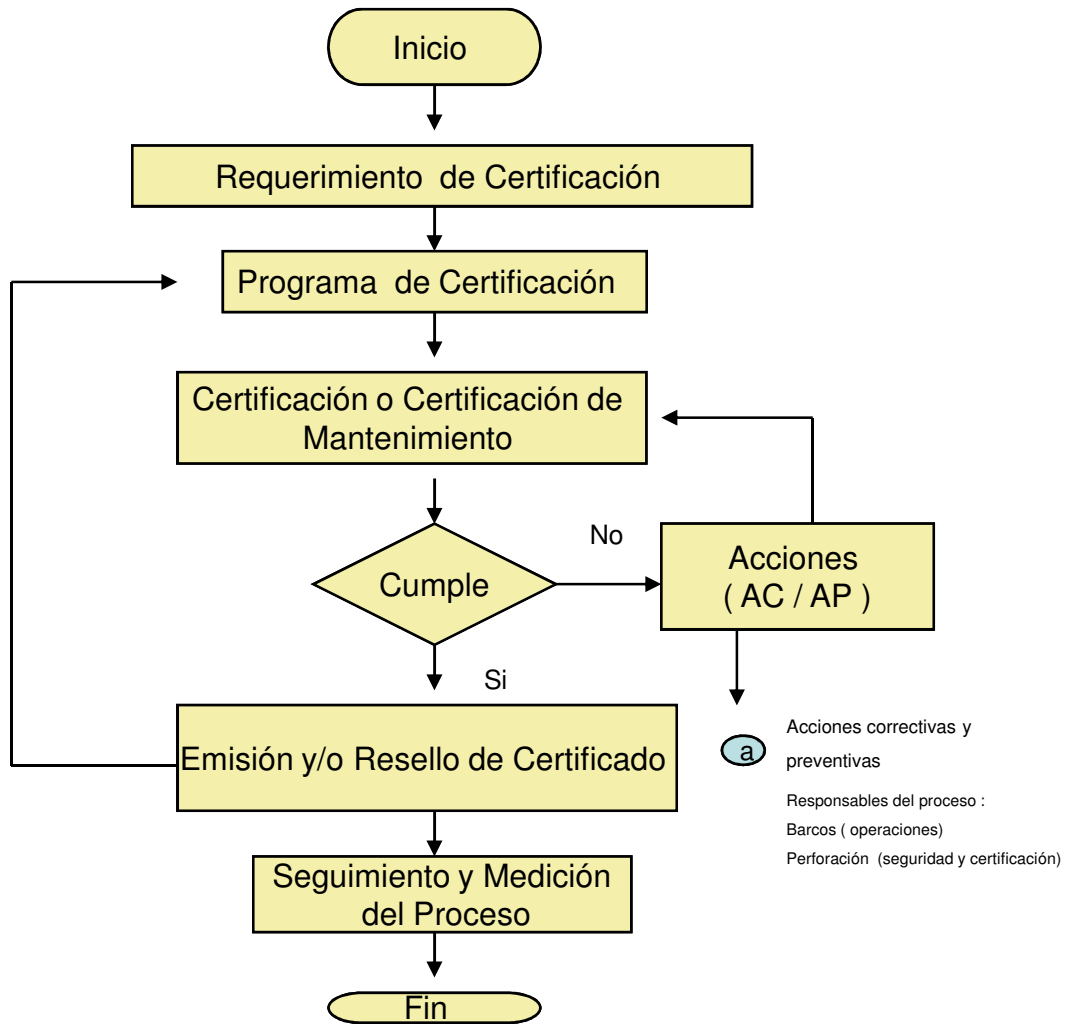 Inicio
Requerimiento de Certificación
Programa de Certificación
Certificación o Certificación de
Mantenimiento
No
Cumple
Acciones
( AC / AP )
Si
Emisión y/o Resello de Certificado
a
Acciones correctivas y
preventivas
Responsables del proceso :
Barcos ( operaciones)
Perforación (seguridad y certificación)
Seguimiento y Medición
del Proceso
Fin